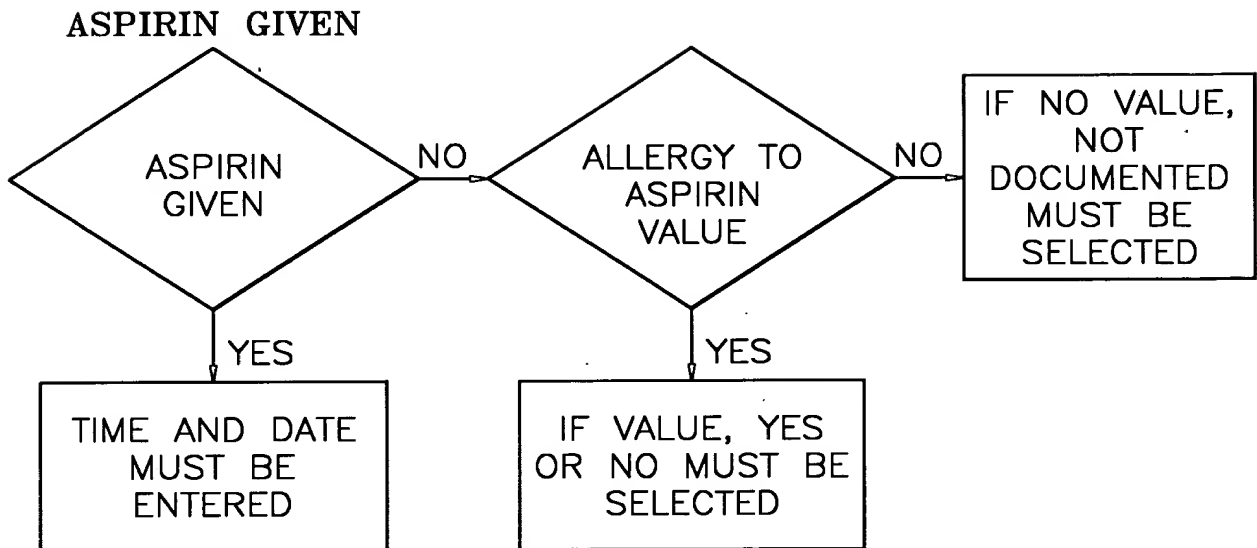 ASPIRIN GIVEN
ASPIRIN
GIVEN
NO
ALLERGY TO
ASPIRIN
VALUE
NO
IF NO VALUE,
NOT
DOCUMENTED
MUST BE
SELECTED
YES
TIME AND DATE
MUST BE
ENTERED
YES
IF VALUE, YES
OR NO MUST BE
SELECTED